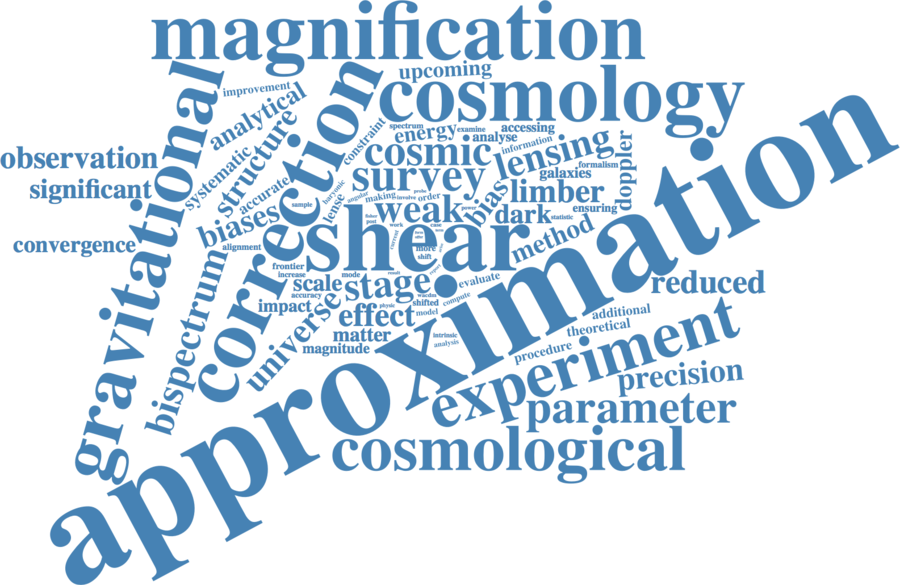 magnification
gravitational
improvement
upcoming
cosmology
analytical
correction
constraint
spectrum
energy
examine
accessing
analyse
information
observation
systematic
structure
cosmic
lensing
formalism
doppler
significant
accurate
baryonic
survey
galaxies
angular
probe
making
involve
order
bias
limber
biases
sample
lense
weak
power
dark
ensuring
statistic
convergence
alignment
shear
work
case
more
shift
current
method
approximation
bispectrum
frontier
increase
mode
result
scale
stage
evaluate
reduced
accuracy
impact
universe
physic
wacdm
shifted
compute
effect
model
matter
magnitude
intrinsic
analysis
additional
theoretical
procedure
experiment
precision
parameter
cosmological